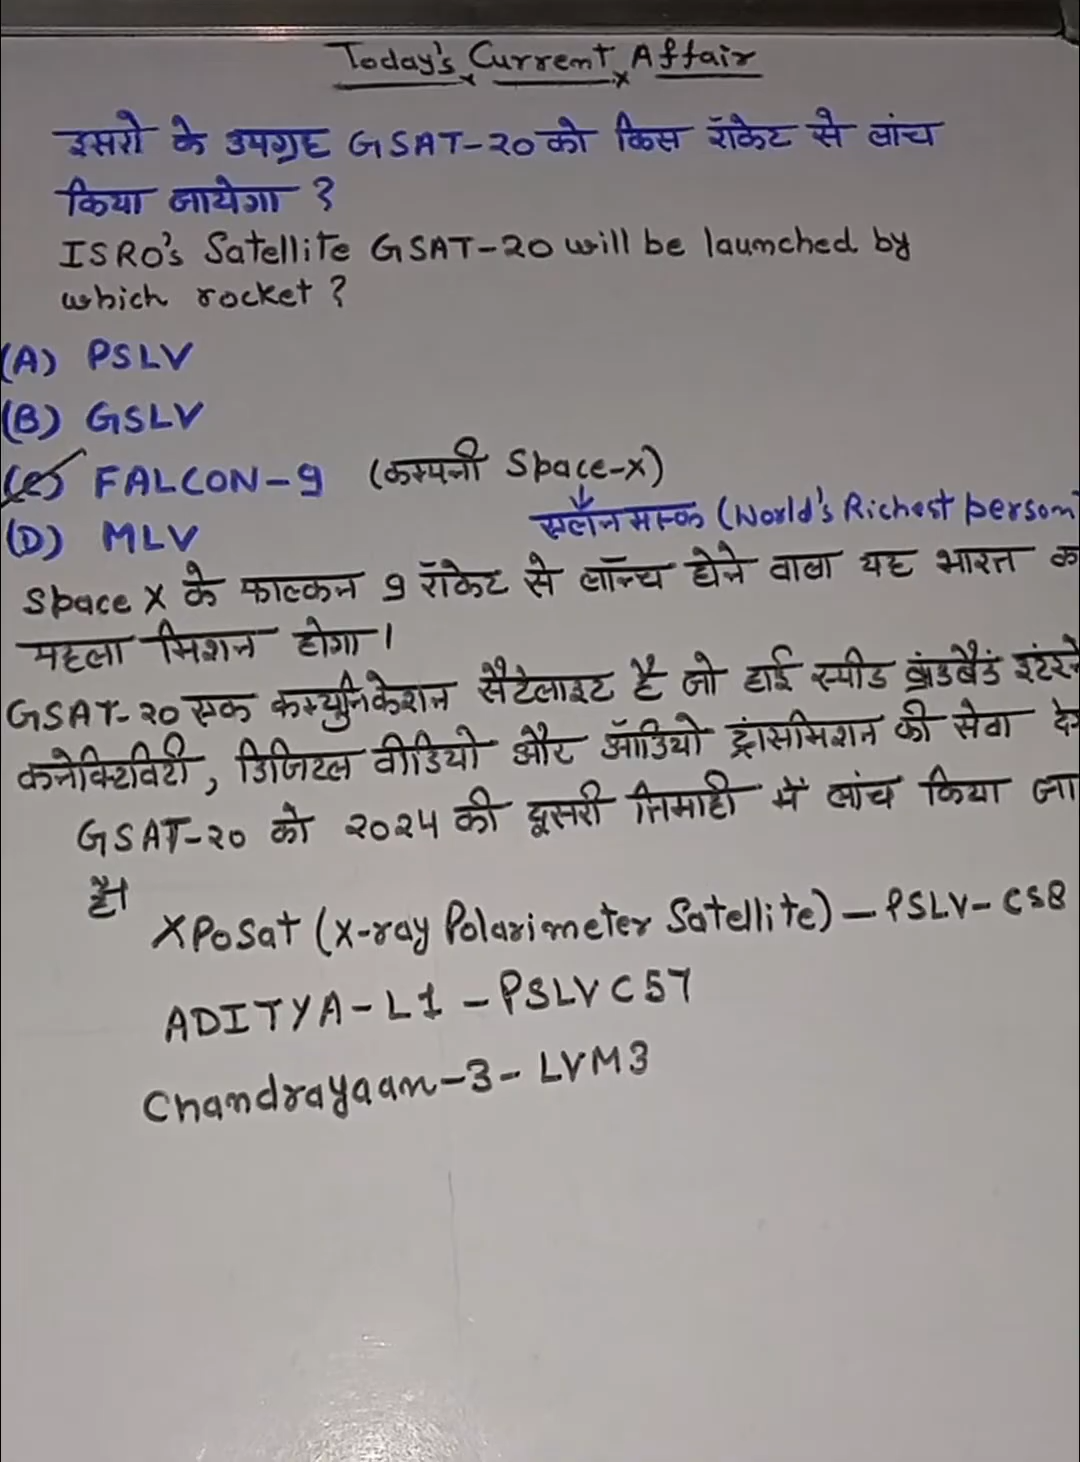 Today's Current Affair
इसरो के उपग्रह GSAT-20 को किस रॉकेट से लांच
किया जायेगा ?
ISRO's Satellite GSAT-20 will be launched by
which rocket ?
(A) PSLV
(B) GSLV
(C) FALCON-9 (कम्पनी Space-X)
एलन मस्क (World's Richest person)
(D) MLV
Space X के फाल्कन 9 रॉकेट से लॉन्च होने वाला यह भारत का
पहला मिशन होगा।
GSAT-20 एक कम्युनिकेशन सैटेलाइट है जो हाई स्पीड ब्रांडबैंड इंटरने
कनेक्टिविटी, डिजिटल वीडियो और ऑडियो ट्रांसमिशन की सेवा दे
GSAT-20 को 2024 की दूसरी तिमाही में लांच किया जा
है।
XPoSat (X-ray Polarimeter Satellite) - PSLV-C58
ADITYA-L1 - PSLV C57
Chandrayaan-3 - LVM3